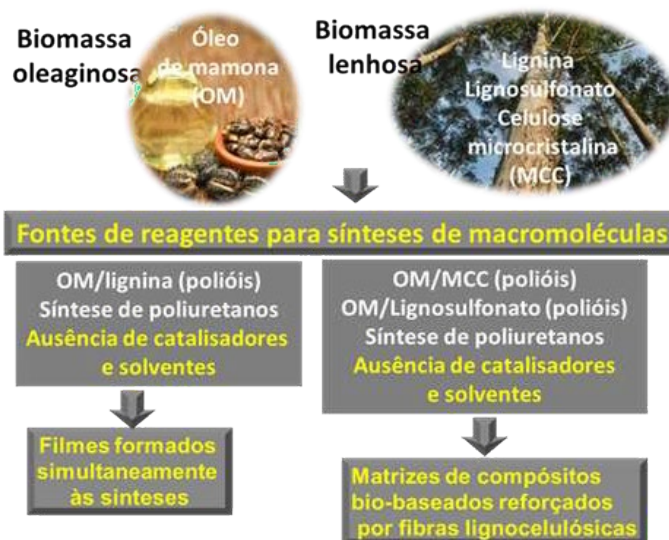 Biomassa
oleaginosa
Óleo
de mamona
(OM)
Biomassa
lenhosa
Lignina
Lignosulfonato
Celulose
microcristalina
(MCC)
Fontes de reagentes para sínteses de macromoléculas
OM/lignina (polióis)
Síntese de poliuretanos
Ausência de catalisadores
e solventes
OM/MCC (polióis)
OM/Lignosulfonato (polióis)
Síntese de poliuretanos
Ausência de catalisadores
e solventes
Filmes formados
simultaneamente
às sinteses
Matrizes de compósitos
bio-baseados reforçados
por fibras lignocelulósicas